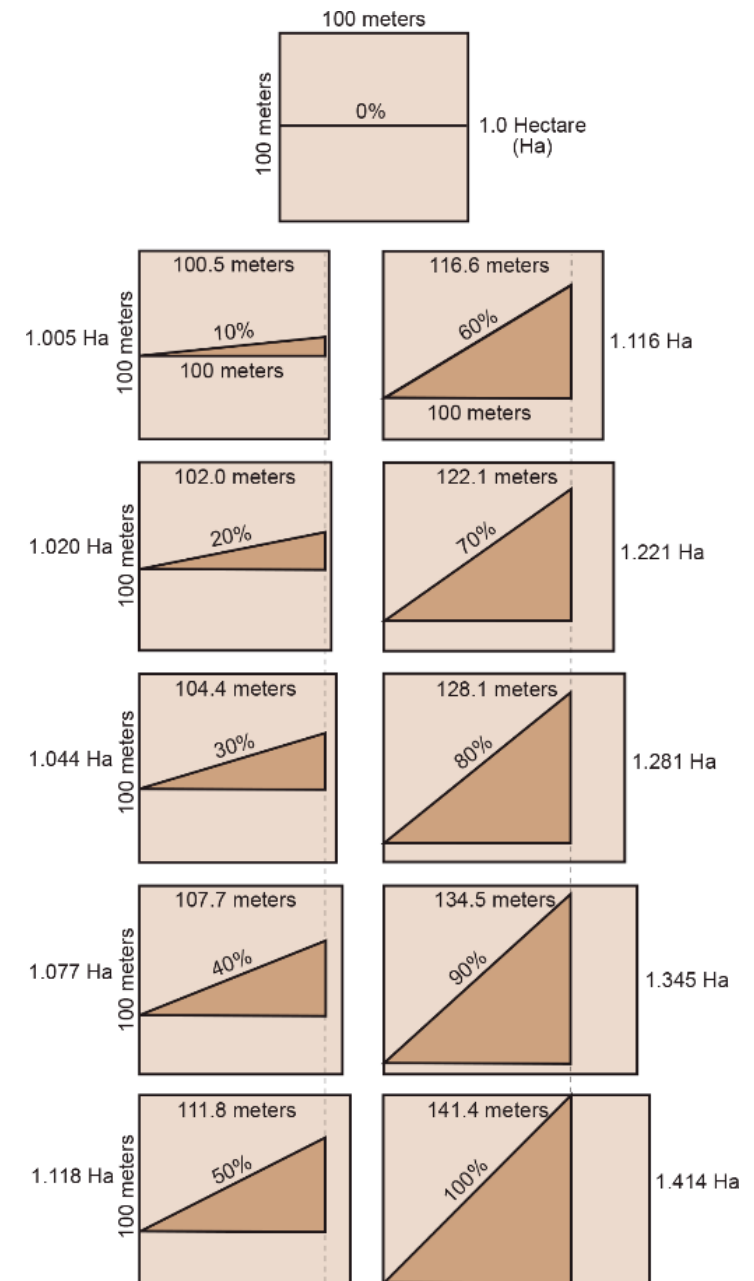 100 meters
100 meters
0%
1.0 Hectare
(Ha)
100.5 meters
1.005 Ha
100 meters
10%
100 meters
116.6 meters
60%
1.116 Ha
100 meters
102.0 meters
1.020 Ha
100 meters
20%
122.1 meters
70%
1.221 Ha
104.4 meters
1.044 Ha
100 meters
30%
128.1 meters
80%
1.281 Ha
107.7 meters
1.077 Ha
100 meters
40%
134.5 meters
90%
1.345 Ha
111.8 meters
1.118 Ha
100 meters
50%
141.4 meters
100%
1.414 Ha